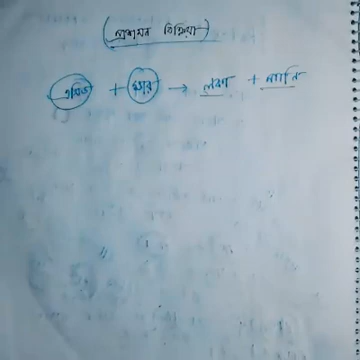 (প্রশমন বিক্রিয়া)
এসিড + ক্ষার → লবণ + পানি